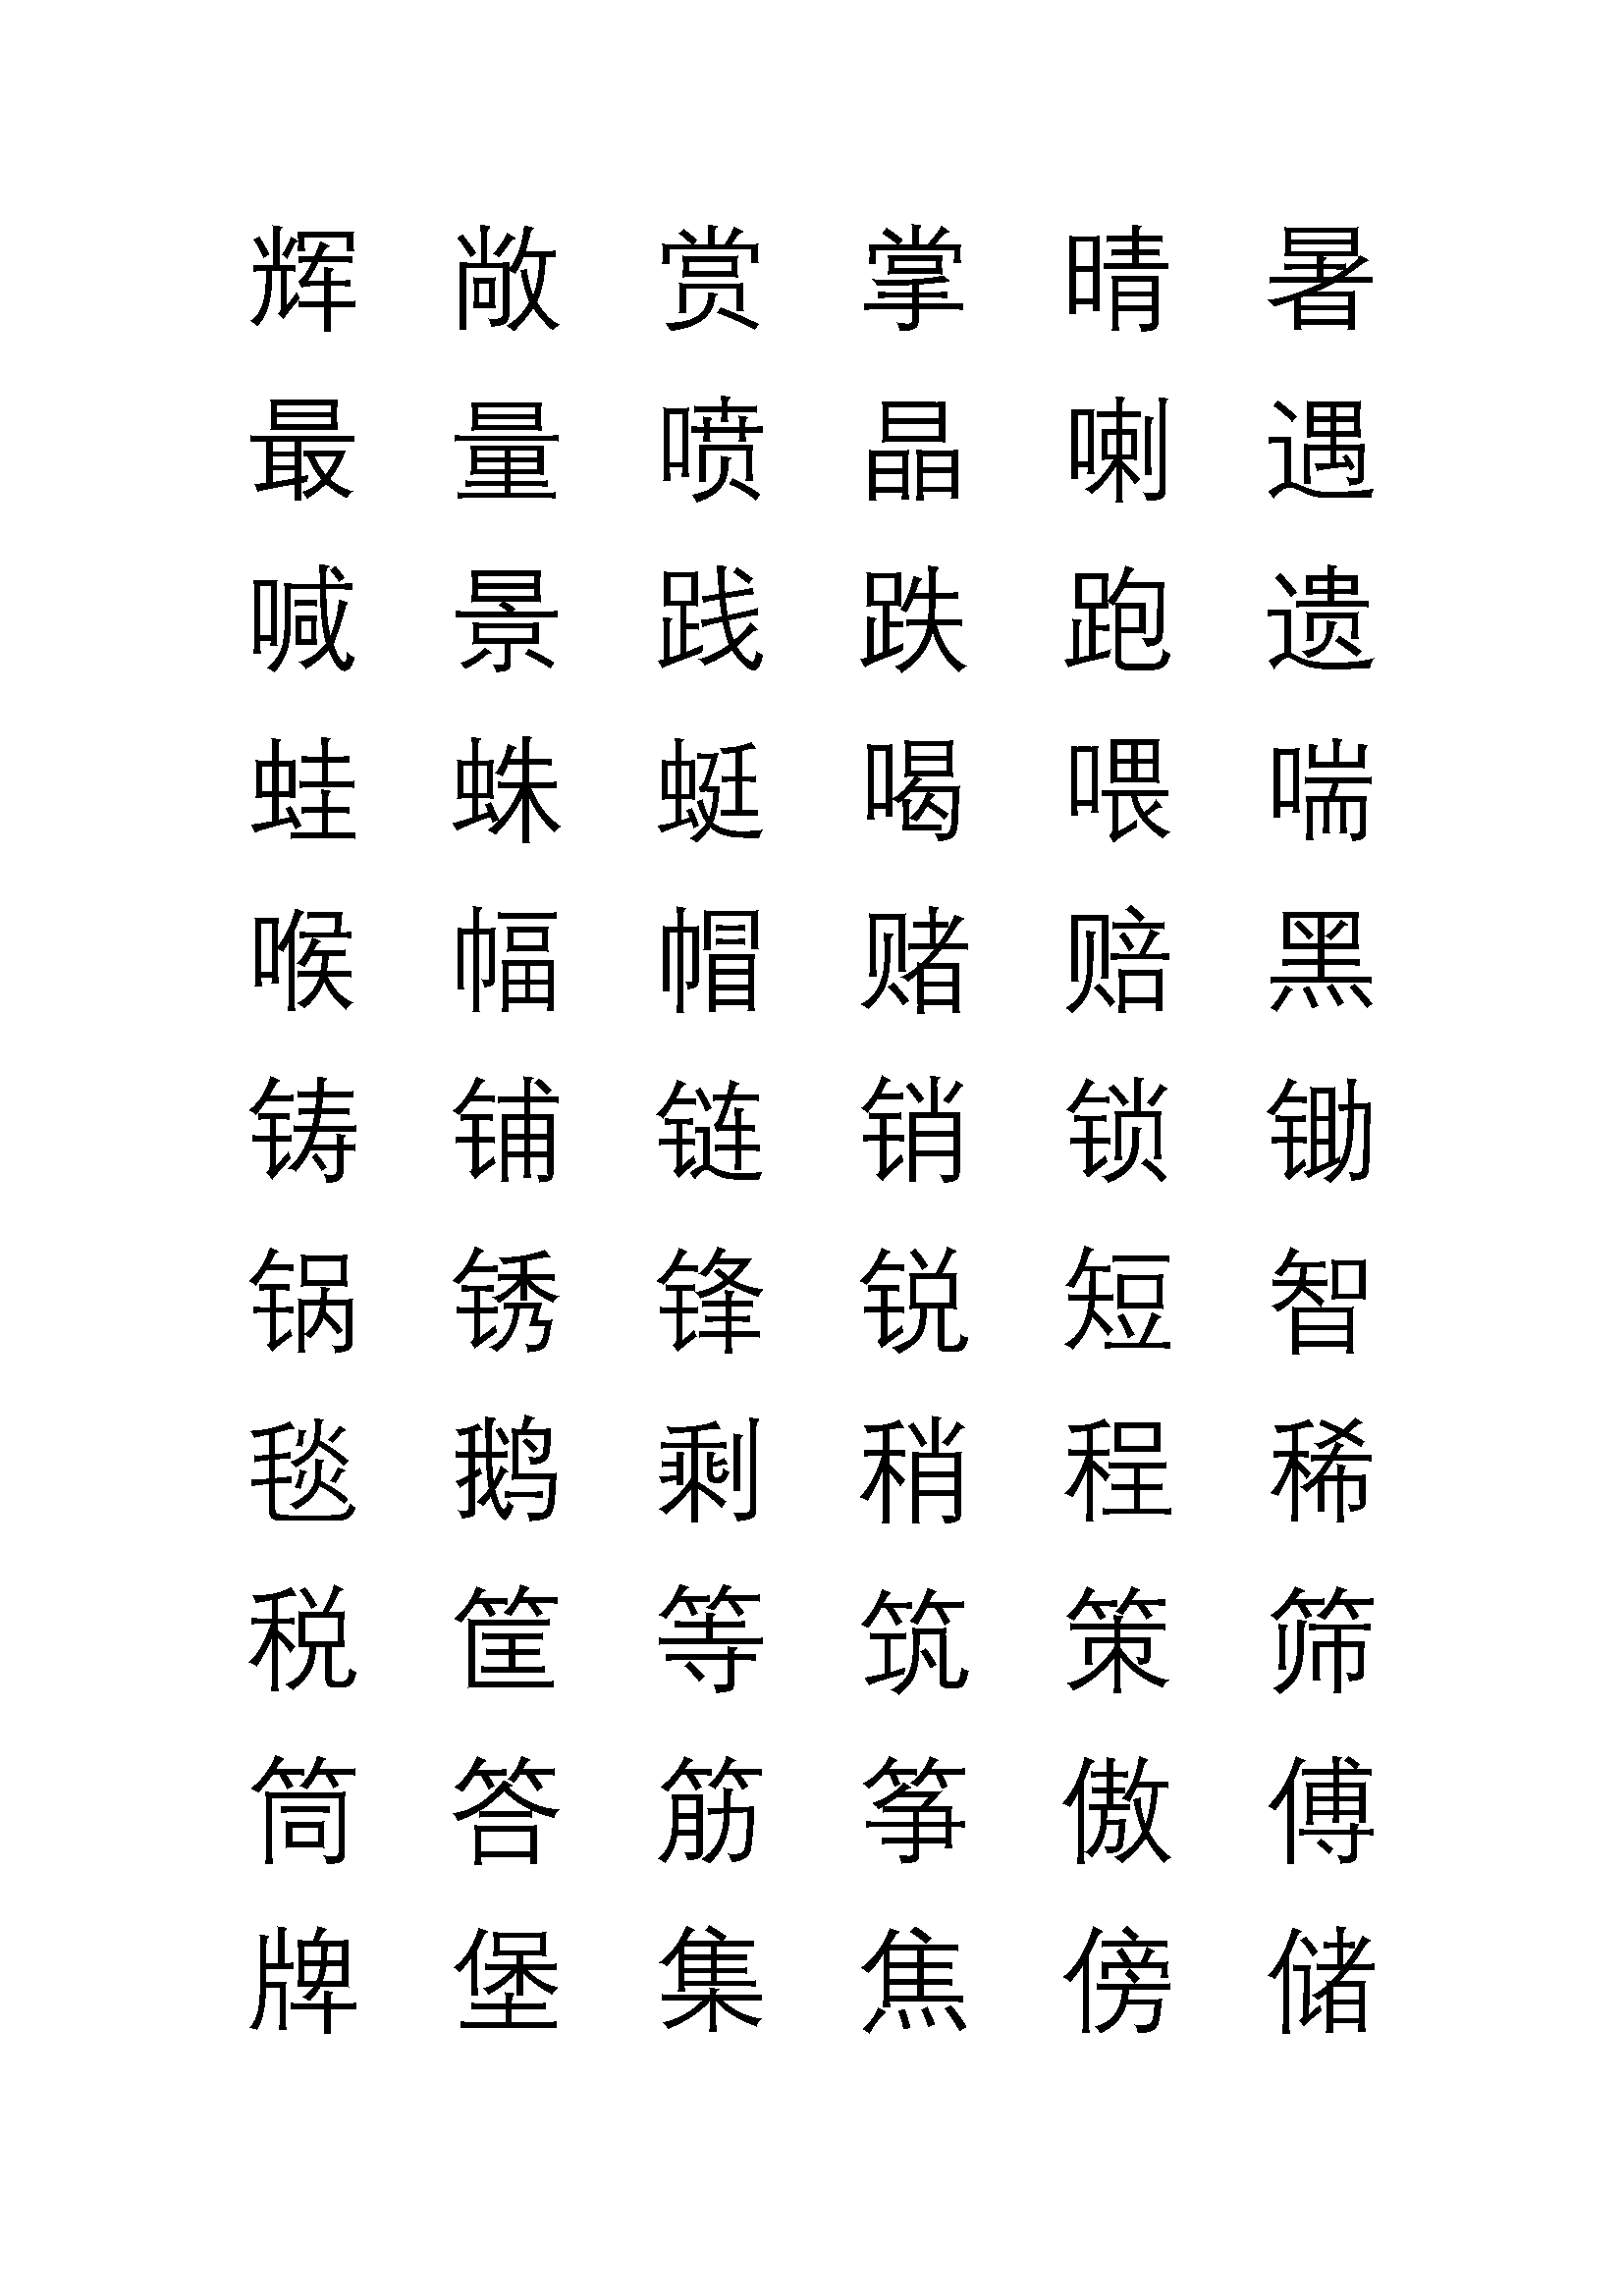 辉 敞 赏 掌 晴 暑
最 量 喷 晶 喇 遇
喊 景 践 跌 跑 遗
蛙 蛛 蜓 喝 喂 喘
喉 幅 帽 赌 赔 黑
铸 铺 链 销 锁 锄
锅 锈 锋 锐 短 智
毯 鹅 剩 稍 程 稀
税 筐 等 筑 策 筛
筒 答 筋 筝 傲 傅
牌 堡 集 焦 傍 储